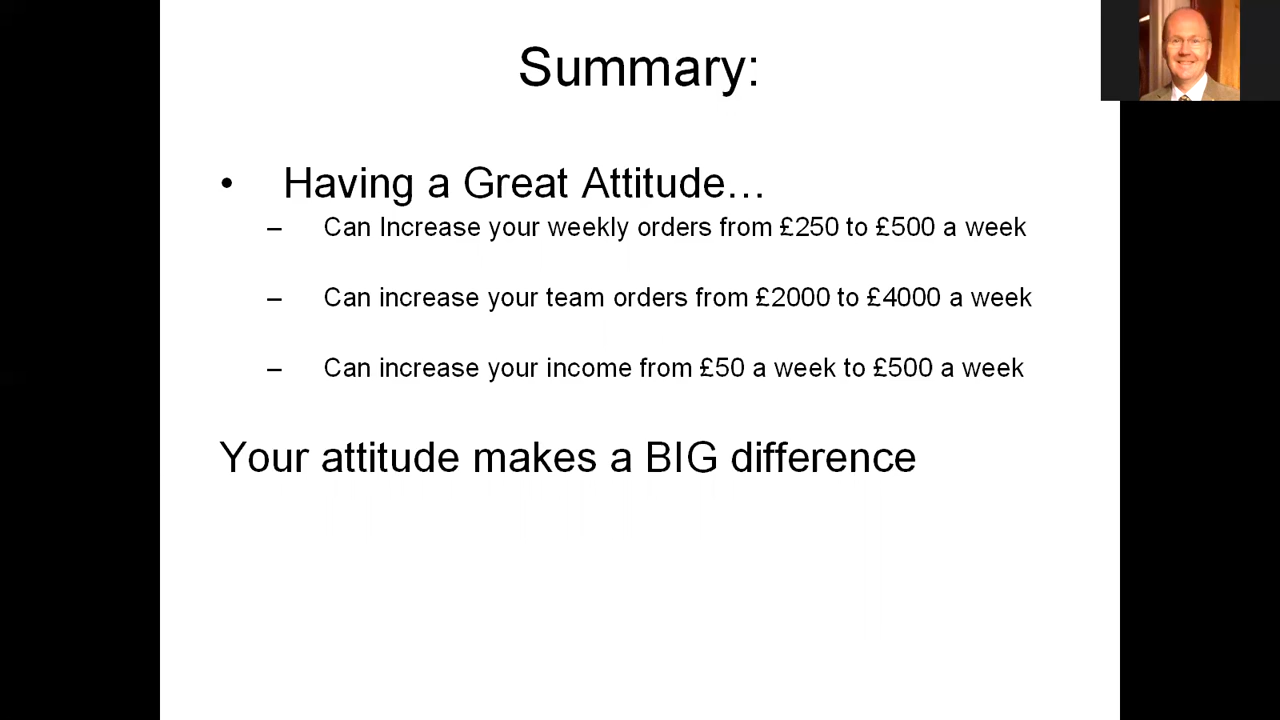 Summary:
• Having a Great Attitude…
– Can Increase your weekly orders from £250 to £500 a week
– Can increase your team orders from £2000 to £4000 a week
– Can increase your income from £50 a week to £500 a week
Your attitude makes a BIG difference